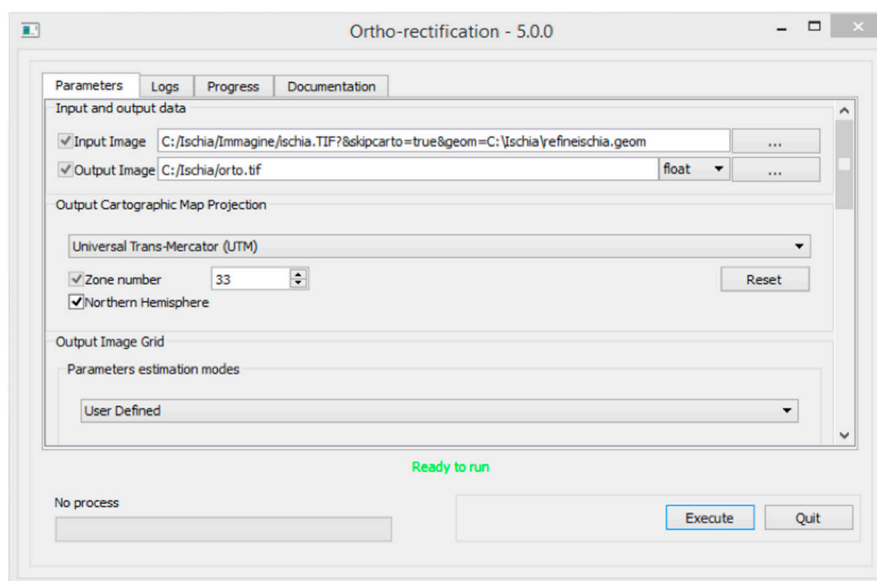 Ortho-rectification - 5.0.0
Parameters Logs Progress Documentation
Input and output data
Input Image C:/Ischia/Immagine/ischia.TIF?&skipcarto=true&geom=C:\Ischia\refineischia.geom ...
Output Image C:/Ischia/orto.tif float ...
Output Cartographic Map Projection
Universal Trans-Mercator (UTM)
Zone number 33 Reset
Northern Hemisphere
Output Image Grid
Parameters estimation modes
User Defined
Ready to run
No process
Execute Quit